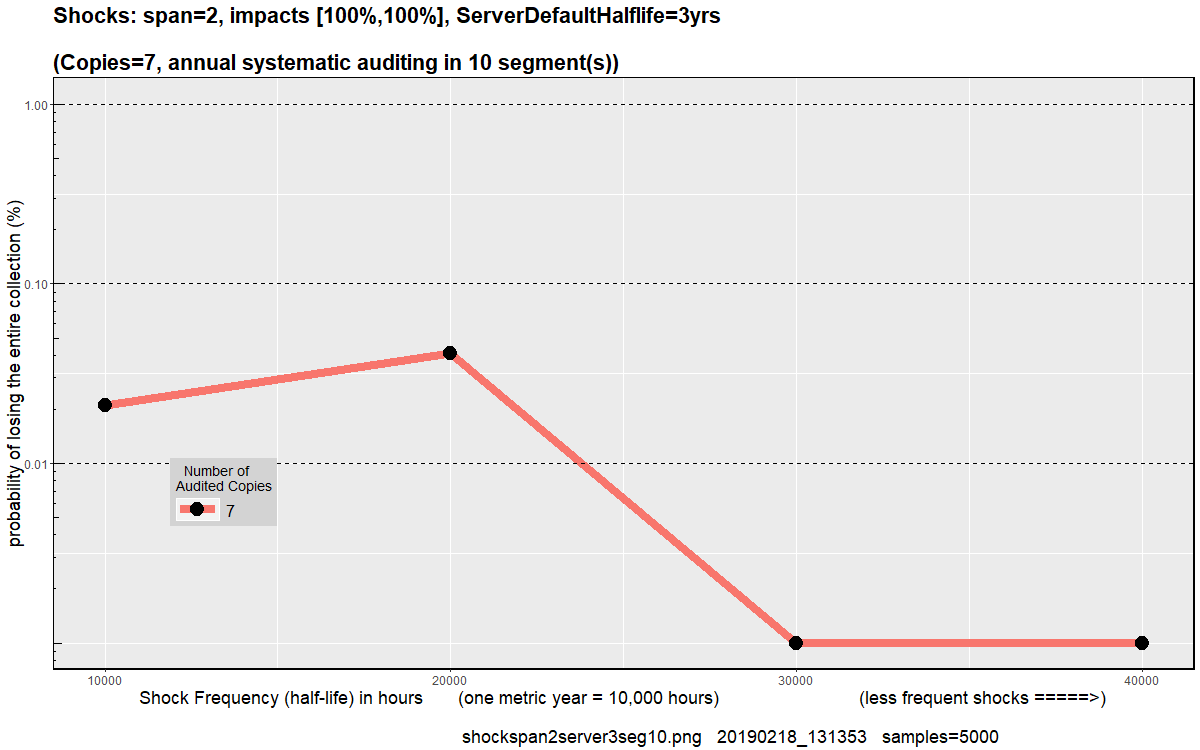 Shocks: span=2, impacts [100%,100%], ServerDefaultHalflife=3yrs
(Copies=7, annual systematic auditing in 10 segment(s))
probability of losing the entire collection (%)
1.00
0.10
0.01
Number of
Audited Copies
7
10000 20000 30000 40000
Shock Frequency (half-life) in hours (one metric year = 10,000 hours) (less frequent shocks =====>)
shockspan2server3seg10.png 20190218_131353 samples=5000